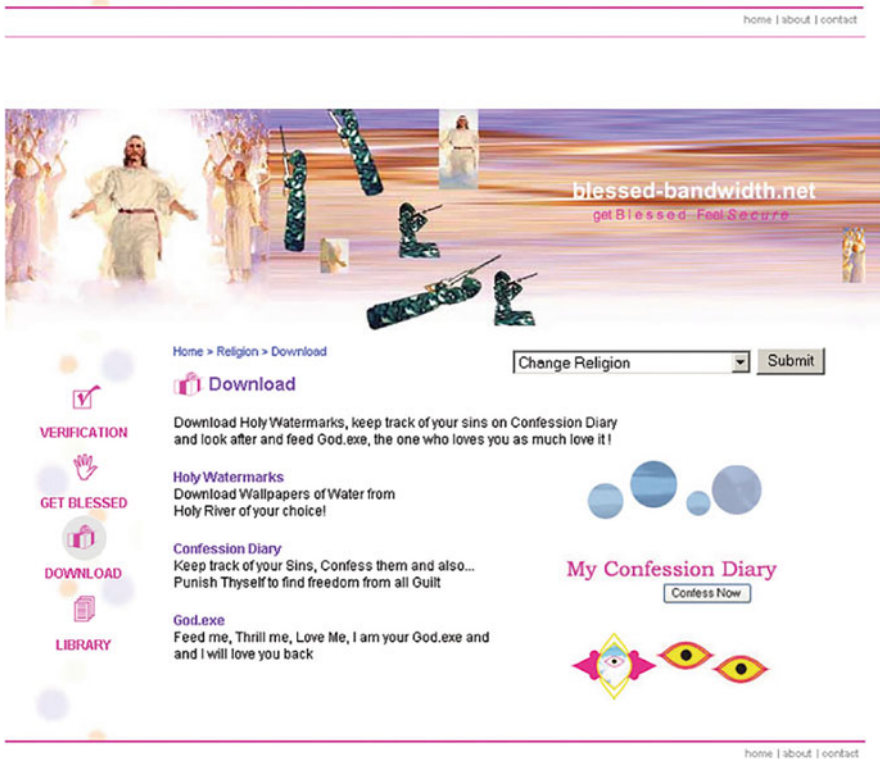 home | about | contact
blessed-bandwidth.net
get Blessed Feel Secure
Home > Religion > Download
Change Religion
Submit
Download
Download Holy Watermarks, keep track of your sins on Confession Diary
and look after and feed God.exe, the one who loves you as much love it !
VERIFICATION
GET BLESSED
DOWNLOAD
LIBRARY
Holy Watermarks
Download Wallpapers of Water from
Holy River of your choice!
Confession Diary
Keep track of your Sins, Confess them and also...
Punish Thyself to find freedom from all Guilt
My Confession Diary
Confess Now
God.exe
Feed me, Thrill me, Love Me, I am your God.exe and
and I will love you back
home | about | contact